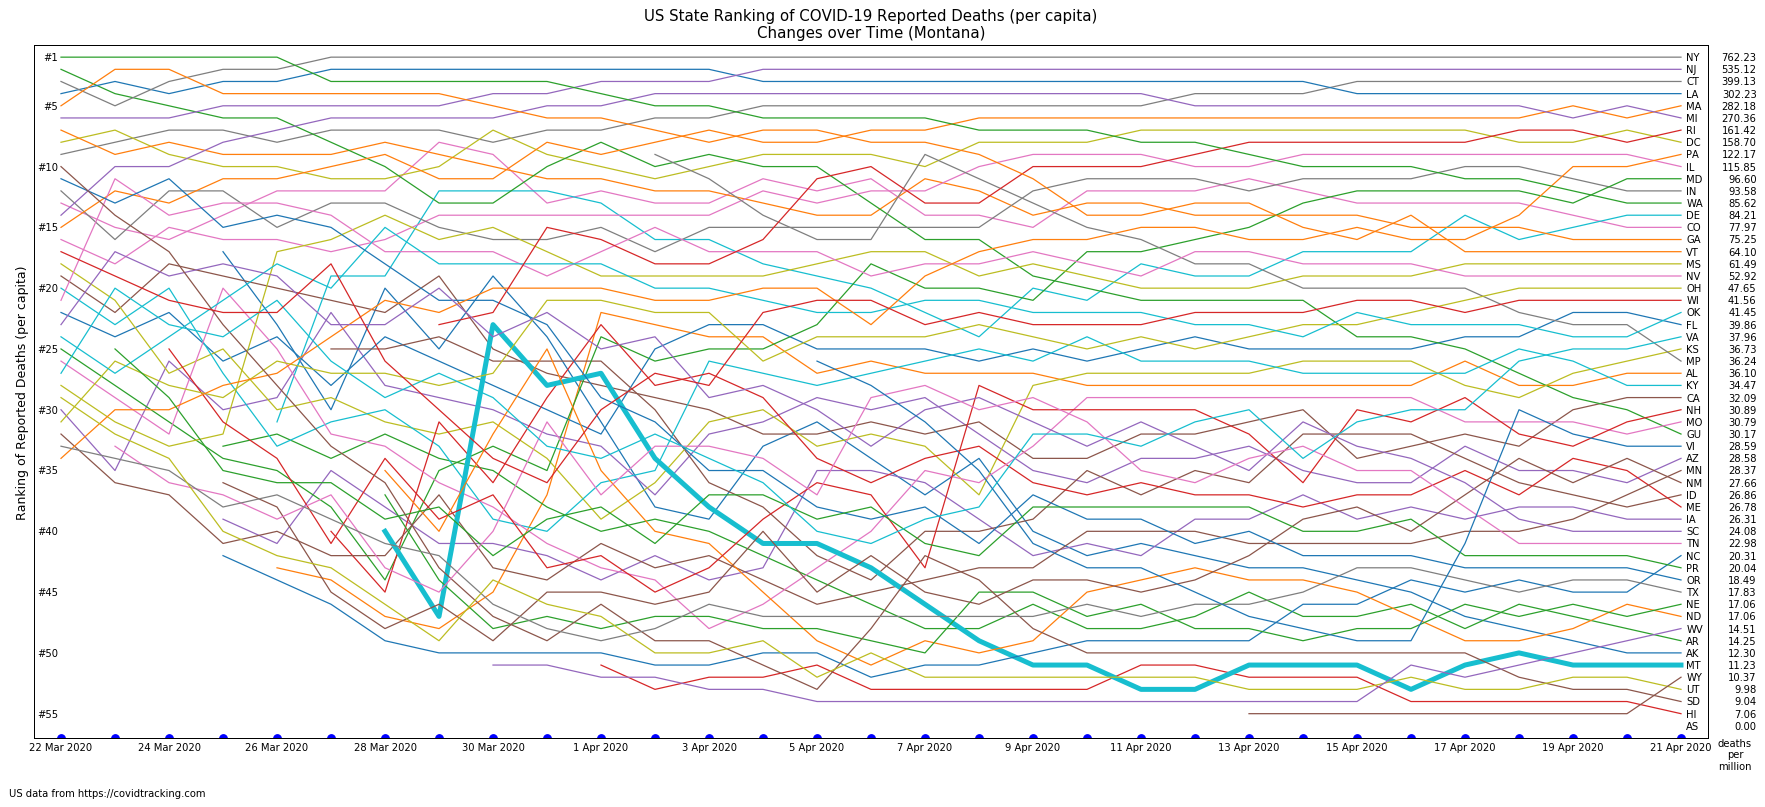 US State Ranking of COVID-19 Reported Deaths (per capita)
Changes over Time (Montana)
Ranking of Reported Deaths (per capita)
#1
#5
#10
#15
#20
#25
#30
#35
#40
#45
#50
#55
NY 762.23
NJ 535.12
CT 399.13
LA 302.23
MA 282.18
MI 270.36
RI 161.42
DC 158.70
PA 122.17
IL 115.85
MD 96.60
IN 93.58
WA 85.62
DE 84.21
CO 77.97
GA 75.25
VT 64.10
MS 61.49
NV 52.92
OH 47.65
WI 41.56
OK 41.45
FL 39.86
VA 37.96
KS 36.73
MP 36.24
AL 36.10
KY 34.47
CA 32.09
NH 30.89
MO 30.79
GU 30.17
VI 28.59
AZ 28.58
MN 28.37
NM 27.66
ID 26.86
ME 26.78
IA 26.31
SC 24.08
TN 22.98
NC 20.31
PR 20.04
OR 18.49
TX 17.83
NE 17.06
ND 17.06
WV 14.51
AR 14.25
AK 12.30
MT 11.23
WY 10.37
UT 9.98
SD 9.04
HI 7.06
AS 0.00
22 Mar 2020 24 Mar 2020 26 Mar 2020 28 Mar 2020 30 Mar 2020 1 Apr 2020 3 Apr 2020 5 Apr 2020 7 Apr 2020 9 Apr 2020 11 Apr 2020 13 Apr 2020 15 Apr 2020 17 Apr 2020 19 Apr 2020 21 Apr 2020
deaths
per
million
US data from https://covidtracking.com